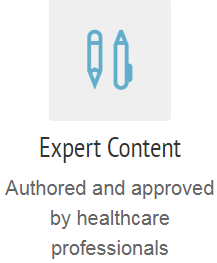 Expert Content
Authored and approved
by healthcare
professionals